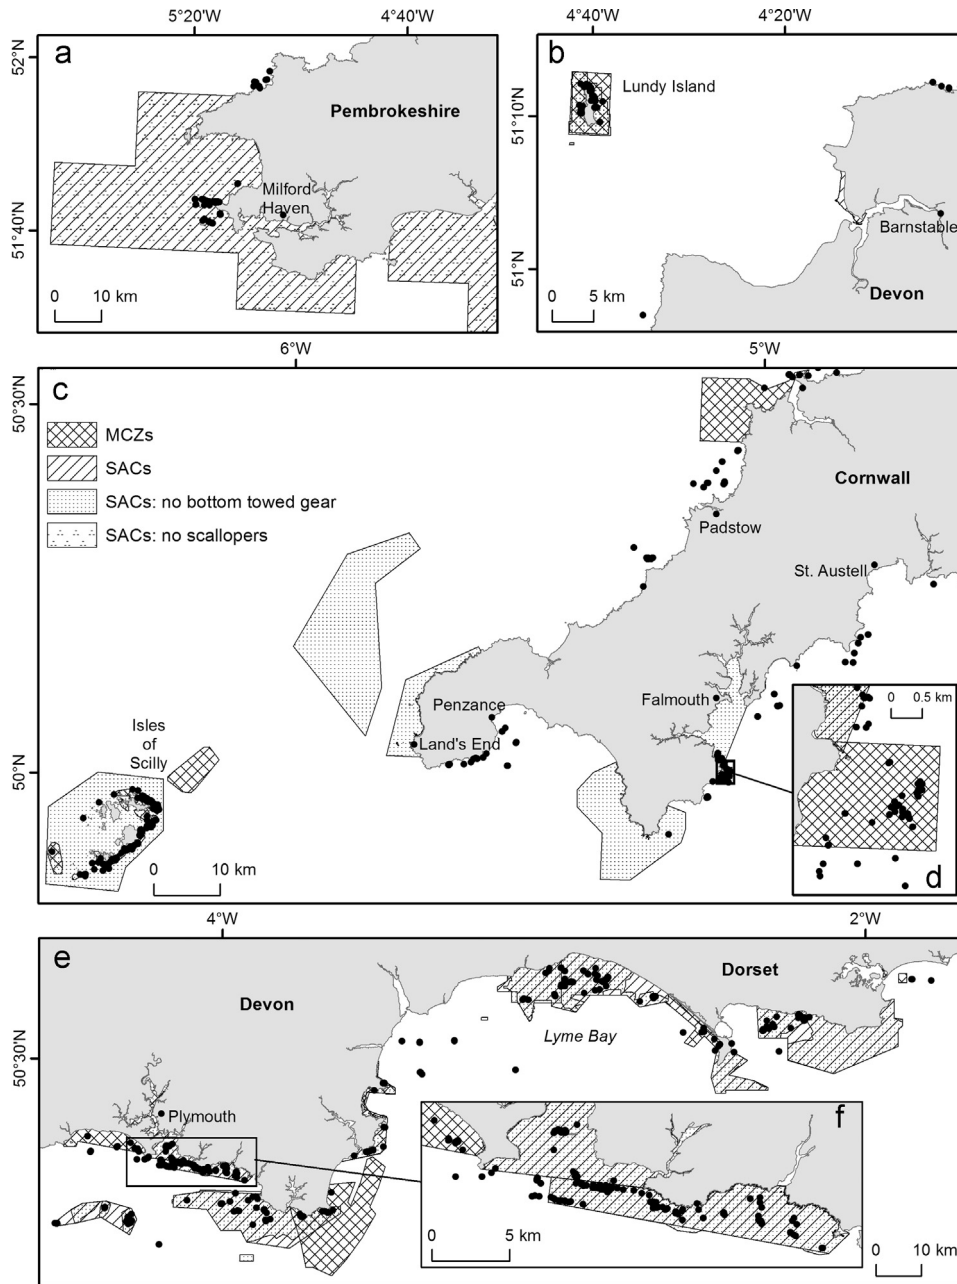 5°20'W
4°40'W
4°40'W
4°20'W
52°N
a
Pembrokeshire
Milford
Haven
51°40'N
0
10 km
b
Lundy Island
51°10'N
Barnstable
51°N
0
5 km
Devon
6°W
5°W
c
50°30'N
MCZs
SACs
SACs: no bottom towed gear
SACs: no scallopers
Cornwall
Padstow
St. Austell
Falmouth
Penzance
Land's End
Isles
of
Scilly
50°N
0
10 km
0
0.5 km
d
4°W
2°W
e
Devon
Dorset
Lyme Bay
50°30'N
Plymouth
f
0
5 km
0
10 km